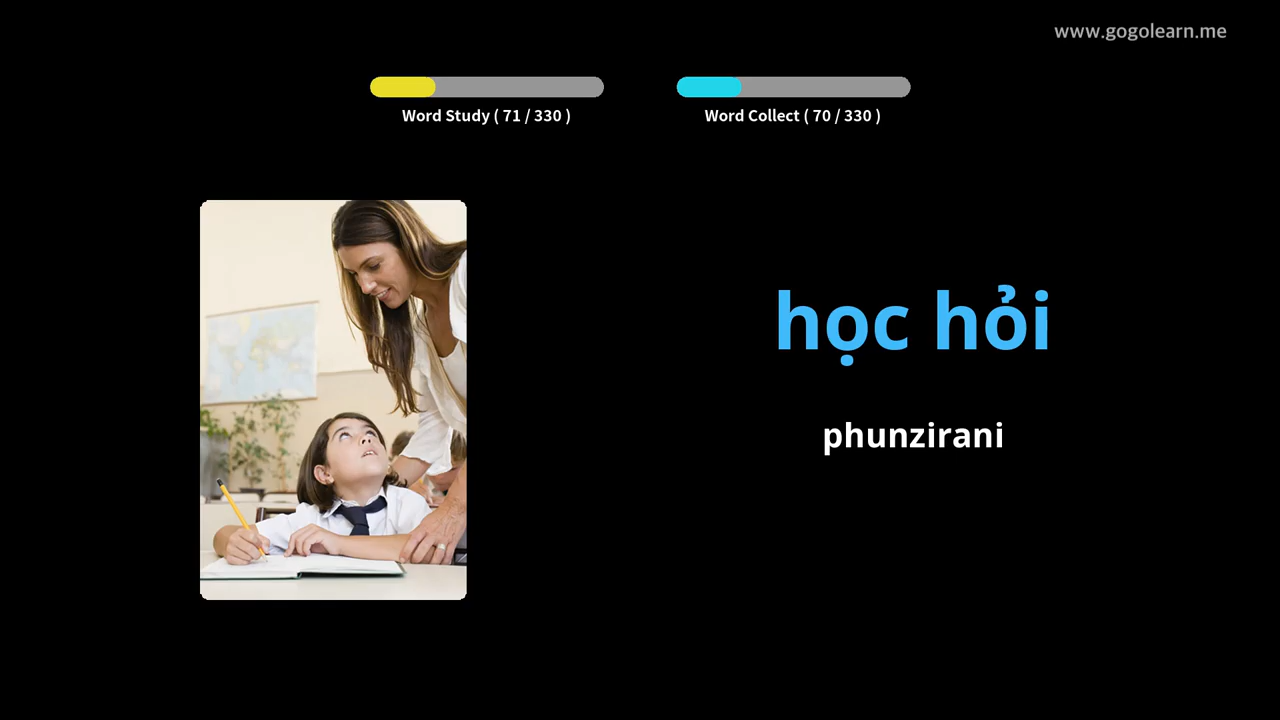 www.gogolearn.me
Word Study ( 71 / 330 )
Word Collect ( 70 / 330 )
học hỏi
phunzirani